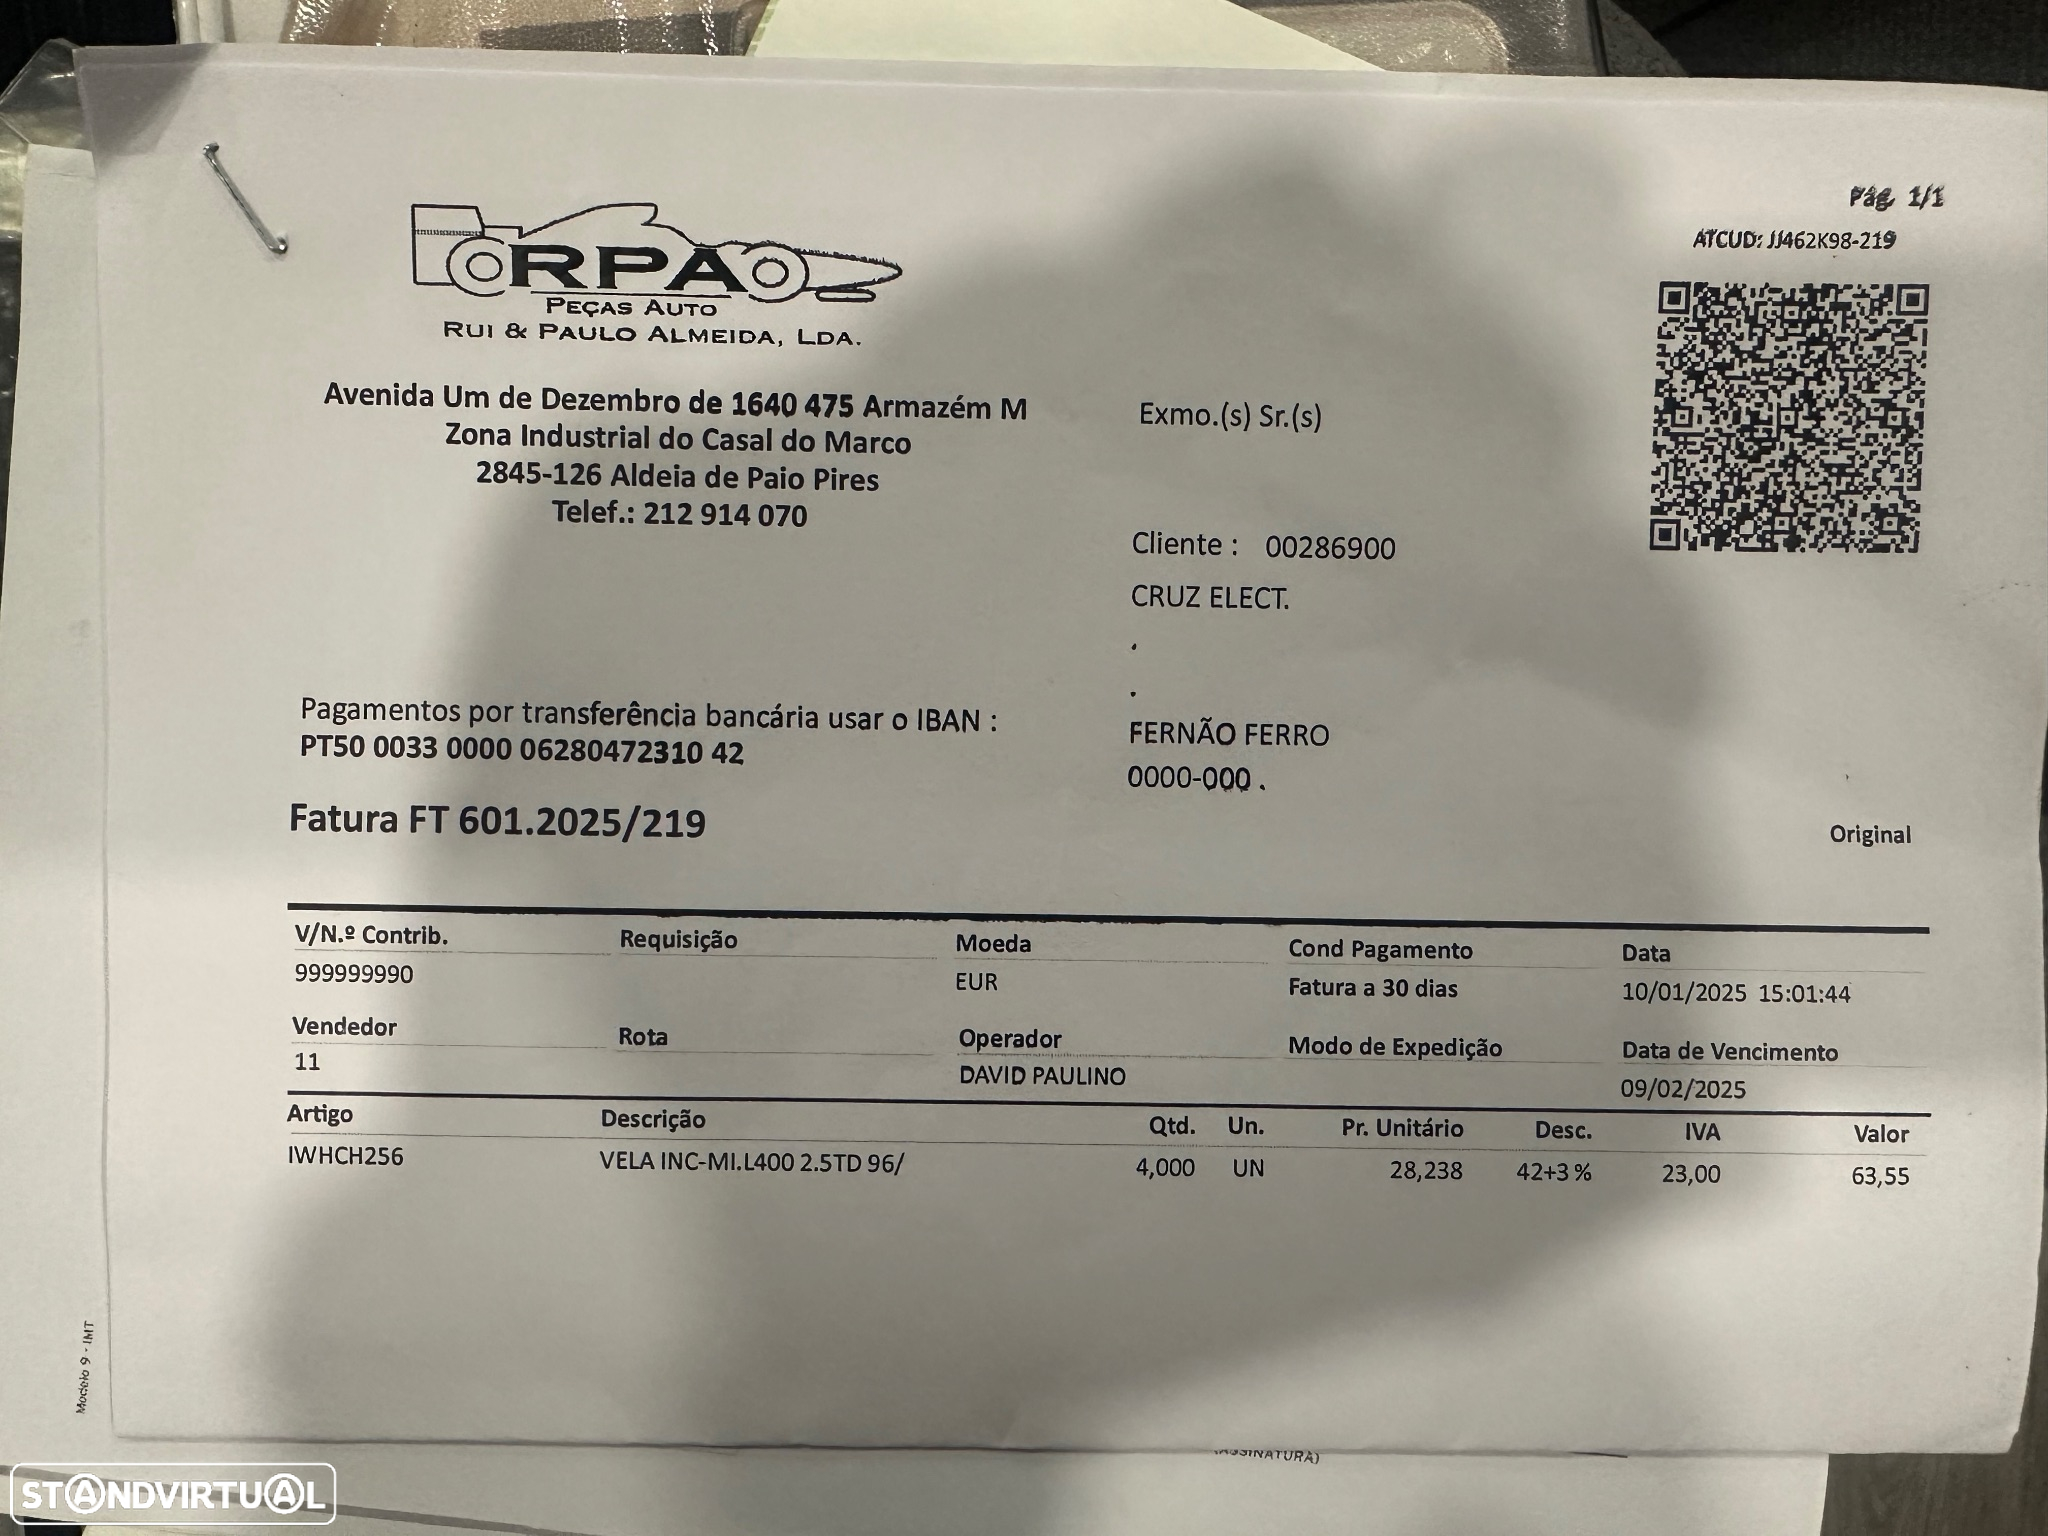 Pág 1/1
ATCUD: JJ462K98-219
RPA
PEÇAS AUTO
RUI & PAULO ALMEIDA, LDA.
Avenida Um de Dezembro de 1640 475 Armazém M
Zona Industrial do Casal do Marco
2845-126 Aldeia de Paio Pires
Telef.: 212 914 070
Exmo.(s) Sr.(s)
Cliente : 00286900
CRUZ ELECT.
.
.
FERNÃO FERRO
0000-000 .
Pagamentos por transferência bancária usar o IBAN :
PT50 0033 0000 06280472310 42
Fatura FT 601.2025/219
Original
V/N.º Contrib. Requisição Moeda Cond Pagamento Data
999999990 EUR Fatura a 30 dias 10/01/2025 15:01:44
Vendedor Rota Operador Modo de Expedição Data de Vencimento
11 DAVID PAULINO 09/02/2025
Artigo Descrição Qtd. Un. Pr. Unitário Desc. IVA Valor
IWHCH256 VELA INC-MI.L400 2.5TD 96/ 4,000 UN 28,238 42+3 % 23,00 63,55
Modelo 9 - IMT
(ASSINATURA)
STANDVIRTUAL